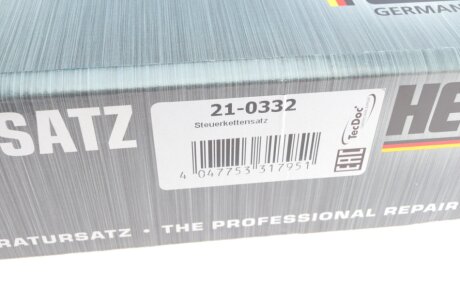 GERMAN
SATZ
21-0332
Steuerkettensatz
4 047753 317951
EAC
TecDoc
HE
RATURSATZ • THE PROFESSIONAL REPAIR